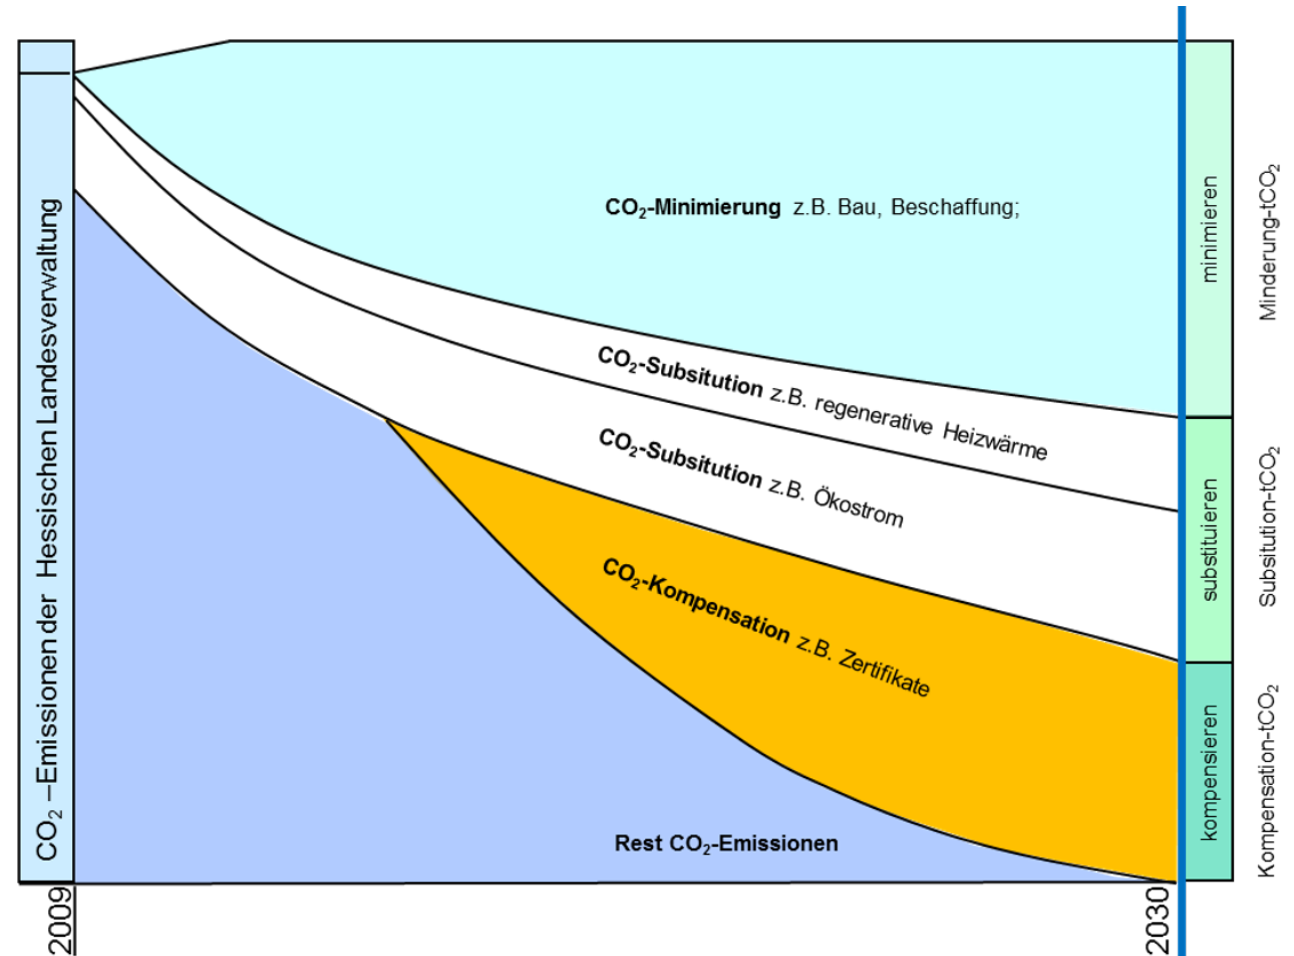 CO₂ –Emissionen der Hessischen Landesverwaltung
CO₂-Minimierung z.B. Bau, Beschaffung;
CO₂-Subsitution z.B. regenerative Heizwärme
CO₂-Subsitution z.B. Ökostrom
CO₂-Kompensation z.B. Zertifikate
Rest CO₂-Emissionen
minimieren
substituieren
kompensieren
Minderung-tCO₂
Subsitution-tCO₂
Kompensation-tCO₂
2009
2030